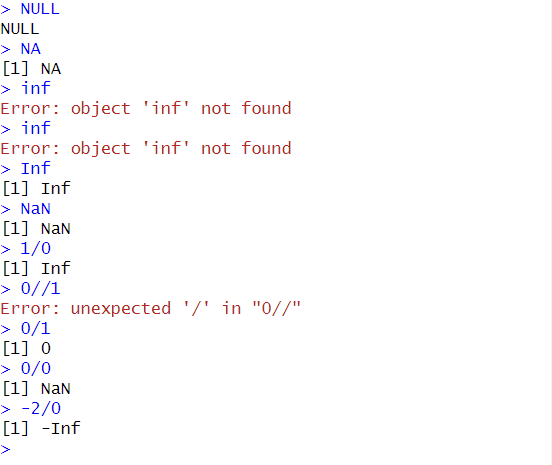 > NULL
NULL
> NA
[1] NA
> inf
Error: object 'inf' not found
> inf
Error: object 'inf' not found
> Inf
[1] Inf
> NaN
[1] NaN
> 1/0
[1] Inf
> 0//1
Error: unexpected '/' in "0//"
> 0/1
[1] 0
> 0/0
[1] NaN
> -2/0
[1] -Inf
>